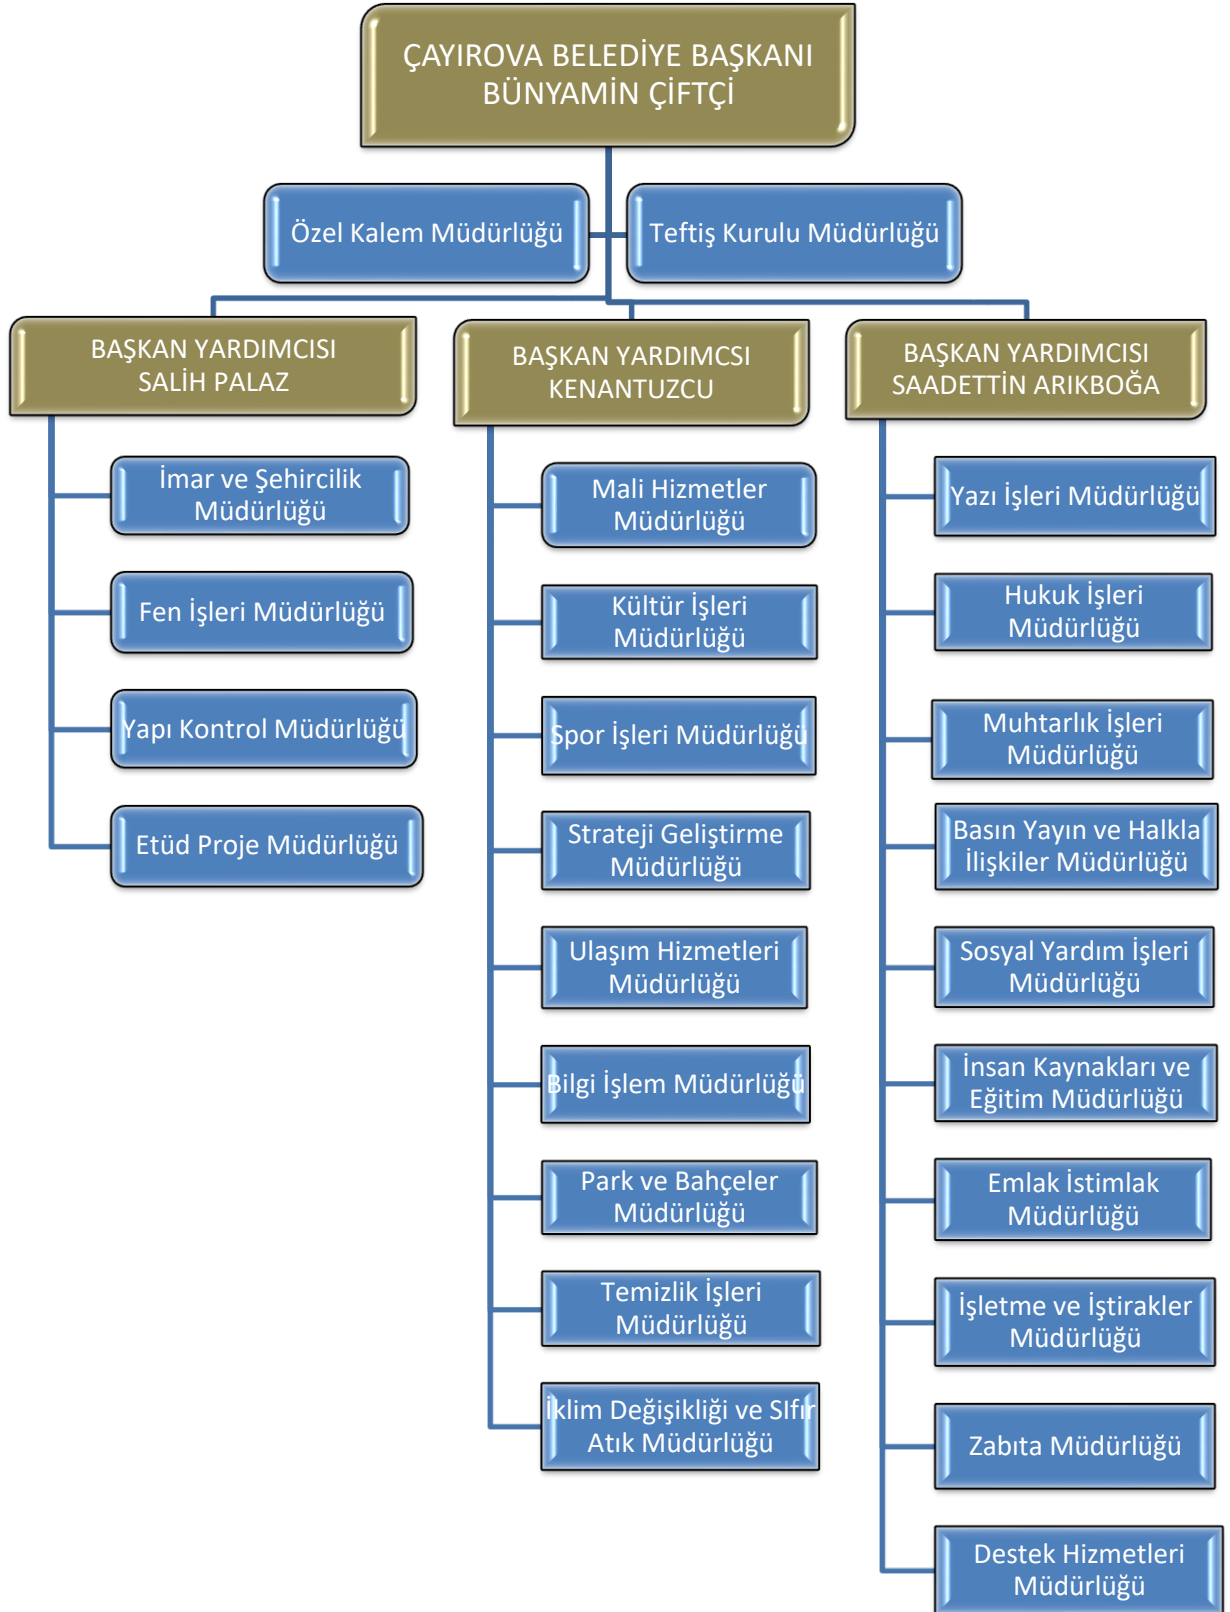 ÇAYIROVA BELEDİYE BAŞKANI
BÜNYAMİN ÇİFTÇİ
Özel Kalem Müdürlüğü
Teftiş Kurulu Müdürlüğü
BAŞKAN YARDIMCISI
SALİH PALAZ
İmar ve Şehircilik
Müdürlüğü
Fen İşleri Müdürlüğü
Yapı Kontrol Müdürlüğü
Etüd Proje Müdürlüğü
BAŞKAN YARDIMCSI
KENANTUZCU
Mali Hizmetler
Müdürlüğü
Kültür İşleri
Müdürlüğü
Spor İşleri Müdürlüğü
Strateji Geliştirme
Müdürlüğü
Ulaşım Hizmetleri
Müdürlüğü
Bilgi İşlem Müdürlüğü
Park ve Bahçeler
Müdürlüğü
Temizlik İşleri
Müdürlüğü
İklim Değişikliği ve SIfır
Atık Müdürlüğü
BAŞKAN YARDIMCISI
SAADETTİN ARIKBOĞA
Yazı İşleri Müdürlüğü
Hukuk İşleri
Müdürlüğü
Muhtarlık İşleri
Müdürlüğü
Basın Yayın ve Halkla
İlişkiler Müdürlüğü
Sosyal Yardım İşleri
Müdürlüğü
İnsan Kaynakları ve
Eğitim Müdürlüğü
Emlak İstimlak
Müdürlüğü
İşletme ve İştirakler
Müdürlüğü
Zabıta Müdürlüğü
Destek Hizmetleri
Müdürlüğü